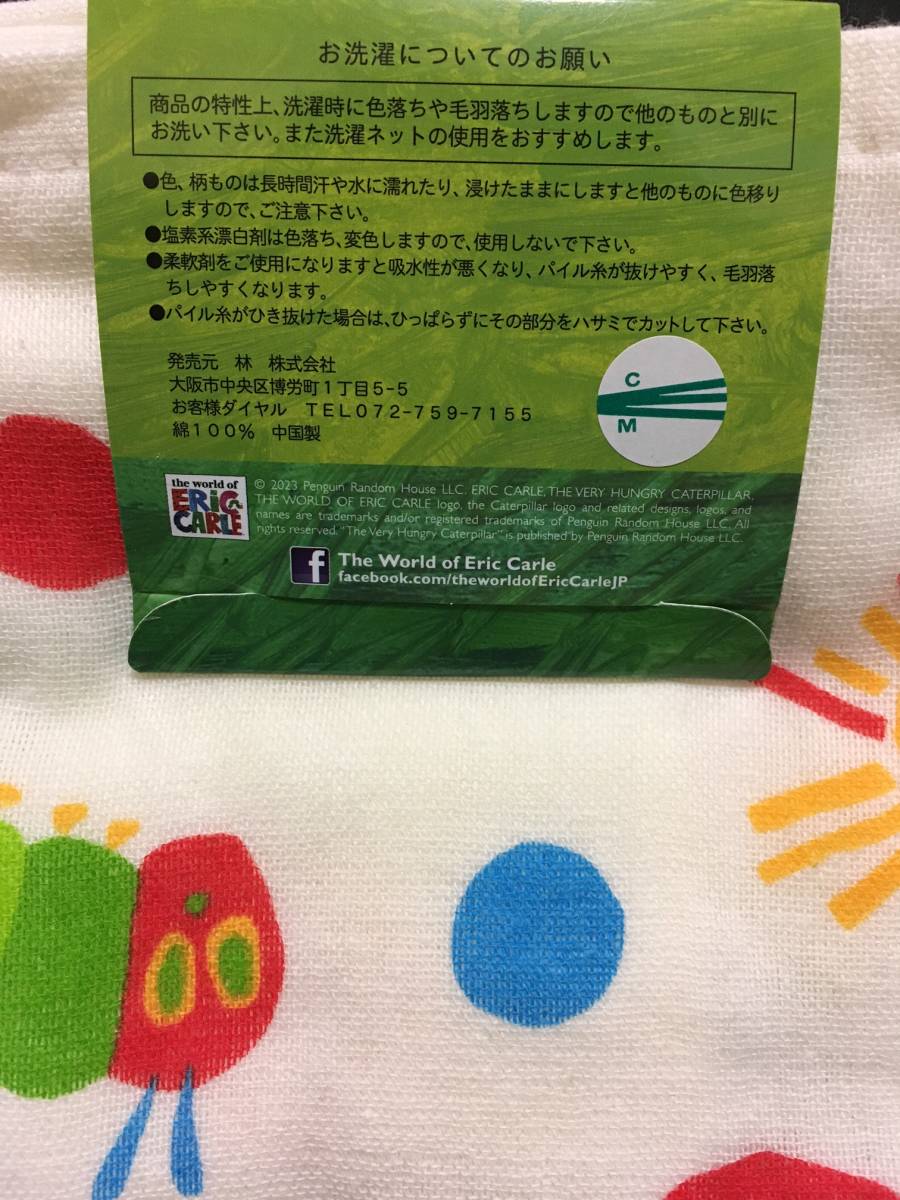 お洗濯についてのお願い
商品の特性上、洗濯時に色落ちや毛羽落ちしますので他のものと別に
お洗い下さい。また洗濯ネットの使用をおすすめします。
●色、柄ものは長時間汗や水に濡れたり、浸けたままにしますと他のものに色移り
しますので、ご注意下さい。
●塩素系漂白剤は色落ち、変色しますので、使用しないで下さい。
●柔軟剤をご使用になりますと吸水性が悪くなり、パイル糸が抜けやすく、毛羽落
ちしやすくなります。
●パイル糸がひき抜けた場合は、ひっぱらずにその部分をハサミでカットして下さい。
発売元 林 株式会社
大阪市中央区博労町1丁目5-5
お客様ダイヤル TEL072-759-7155
綿100% 中国製
C
M
the world of
ERIC
CARLE
© 2023 Penguin Random House LLC. ERIC CARLE, THE VERY HUNGRY CATERPILLAR,
THE WORLD OF ERIC CARLE logo, the Caterpillar logo and related designs, logos, and
names are trademarks and/or registered trademarks of Penguin Random House LLC. All
rights reserved. "The Very Hungry Caterpillar" is published by Penguin Random House LLC.
f The World of Eric Carle
facebook.com/theworldofEricCarleJP